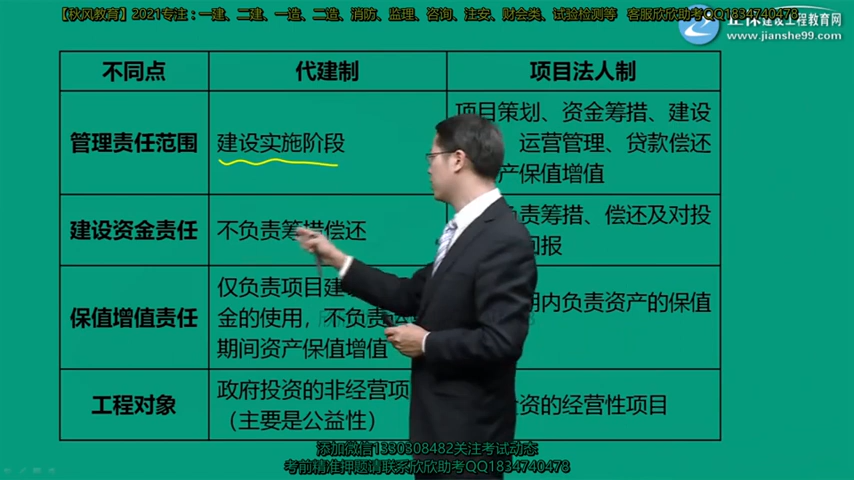 【秋风教育】2021专注：一建、二建、一造、二造、消防、监理、咨询、注安、财会类、试验检测等 客服欣欣助考QQ1834740478
建设工程教育网
www.jianshe99.com
不同点
代建制
项目法人制
管理责任范围
建设实施阶段
项目策划、资金筹措、建设
运营管理、贷款偿还
产保值增值
建设资金责任
不负责筹措偿还
责筹措、偿还及对投
回报
保值增值责任
仅负责项目建
金的使用，不负责
期间资产保值增值
期内负责资产的保值
工程对象
政府投资的非经营项
（主要是公益性）
资的经营性项目
添加微信1330308482关注考试动态
考前精准押题请联系欣欣助考QQ1834740478